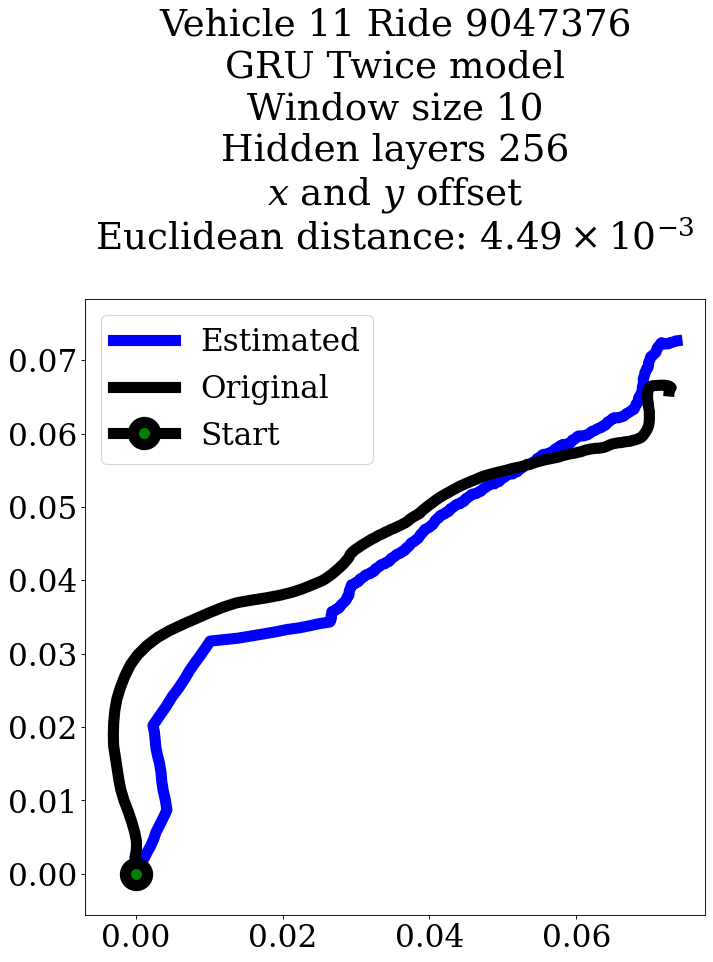 Vehicle 11 Ride 9047376
GRU Twice model
Window size 10
Hidden layers 256
x and y offset
Euclidean distance: 4.49 × 10⁻³
Estimated
Original
Start
0.07
0.06
0.05
0.04
0.03
0.02
0.01
0.00
0.00 0.02 0.04 0.06